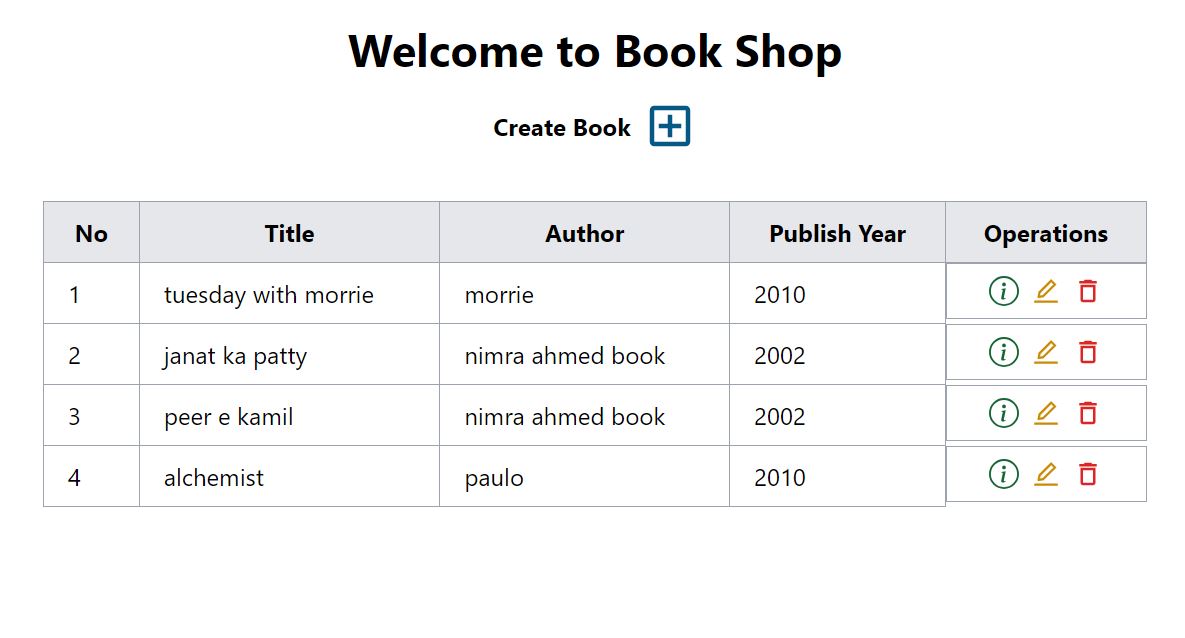 Welcome to Book Shop
Create Book
No Title Author Publish Year Operations
1 tuesday with morrie morrie 2010
2 janat ka patty nimra ahmed book 2002
3 peer e kamil nimra ahmed book 2002
4 alchemist paulo 2010